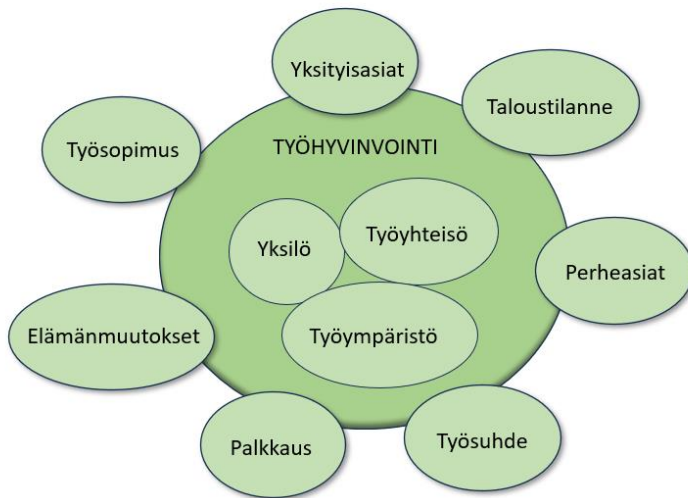 Yksityisasiat
Taloustilanne
Työsopimus
TYÖHYVINVOINTI
Yksilö
Työyhteisö
Perheasiat
Elämänmuutokset
Työympäristö
Palkkaus
Työsuhde